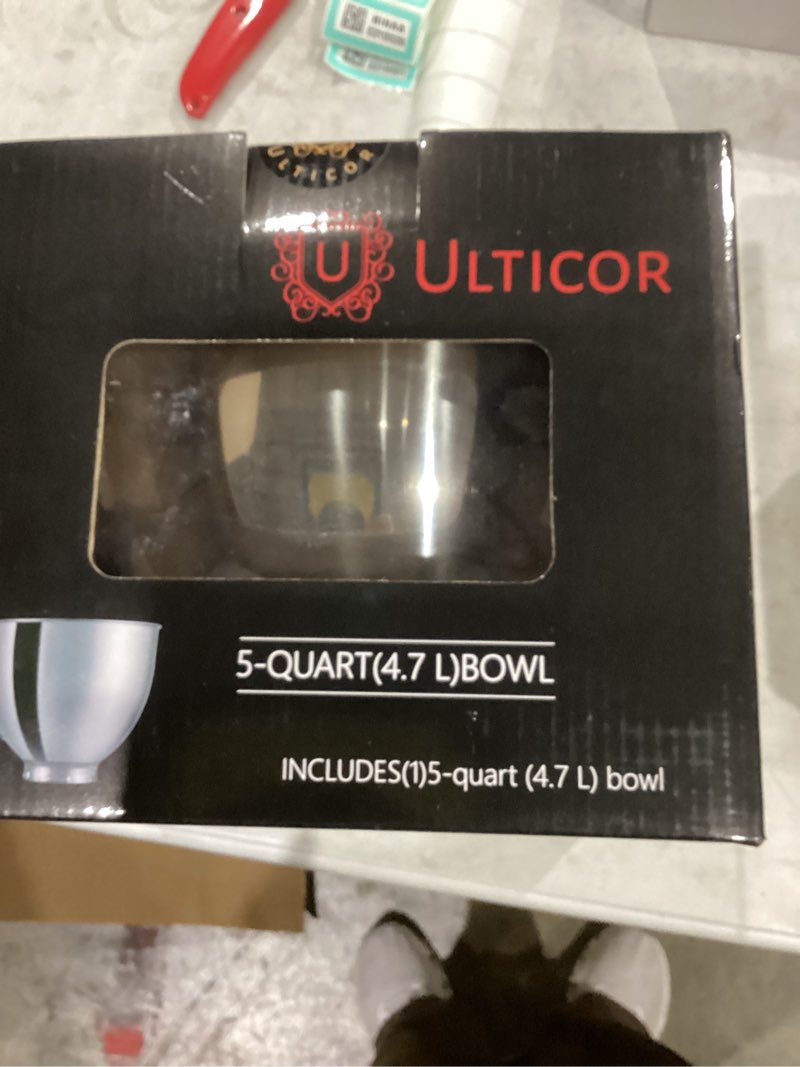 ULTICOR
U ULTICOR
5-QUART(4.7 L)BOWL
INCLUDES(1)5-quart (4.7 L) bowl